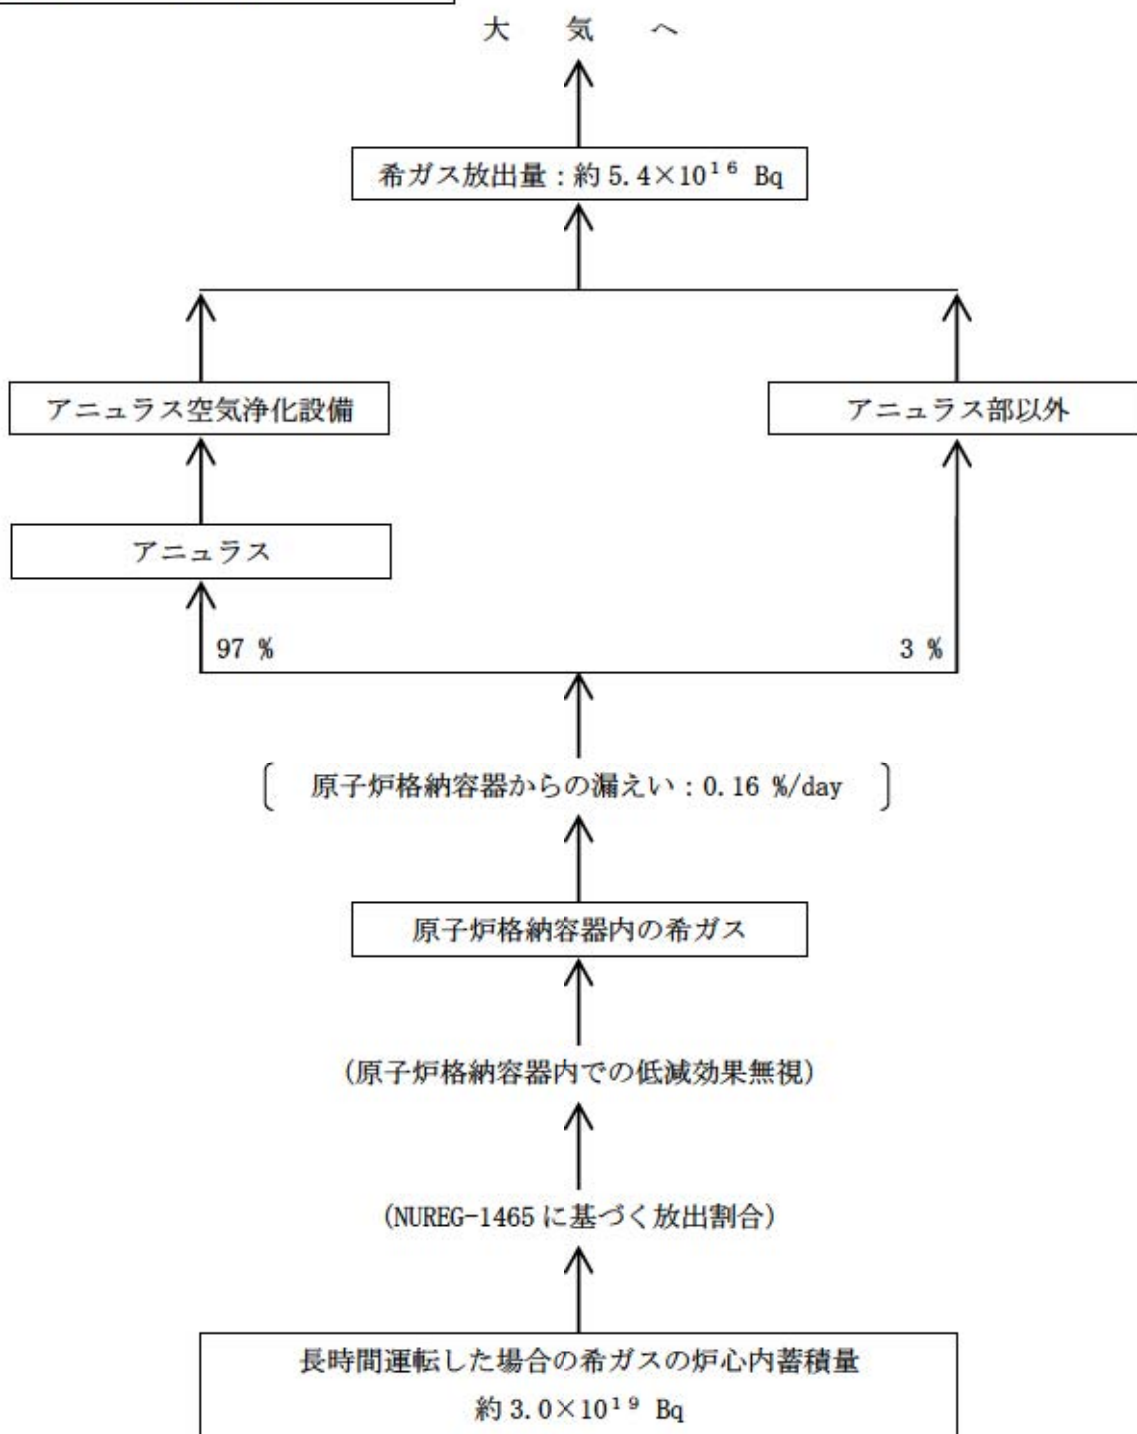 大気へ
希ガス放出量：約 5.4×10¹⁶ Bq
アニュラス空気浄化設備
アニュラス部以外
アニュラス
97 %
3 %
〔 原子炉格納容器からの漏えい：0.16 %/day 〕
原子炉格納容器内の希ガス
(原子炉格納容器内での低減効果無視)
(NUREG-1465 に基づく放出割合)
長時間運転した場合の希ガスの炉心内蓄積量
約 3.0×10¹⁹ Bq